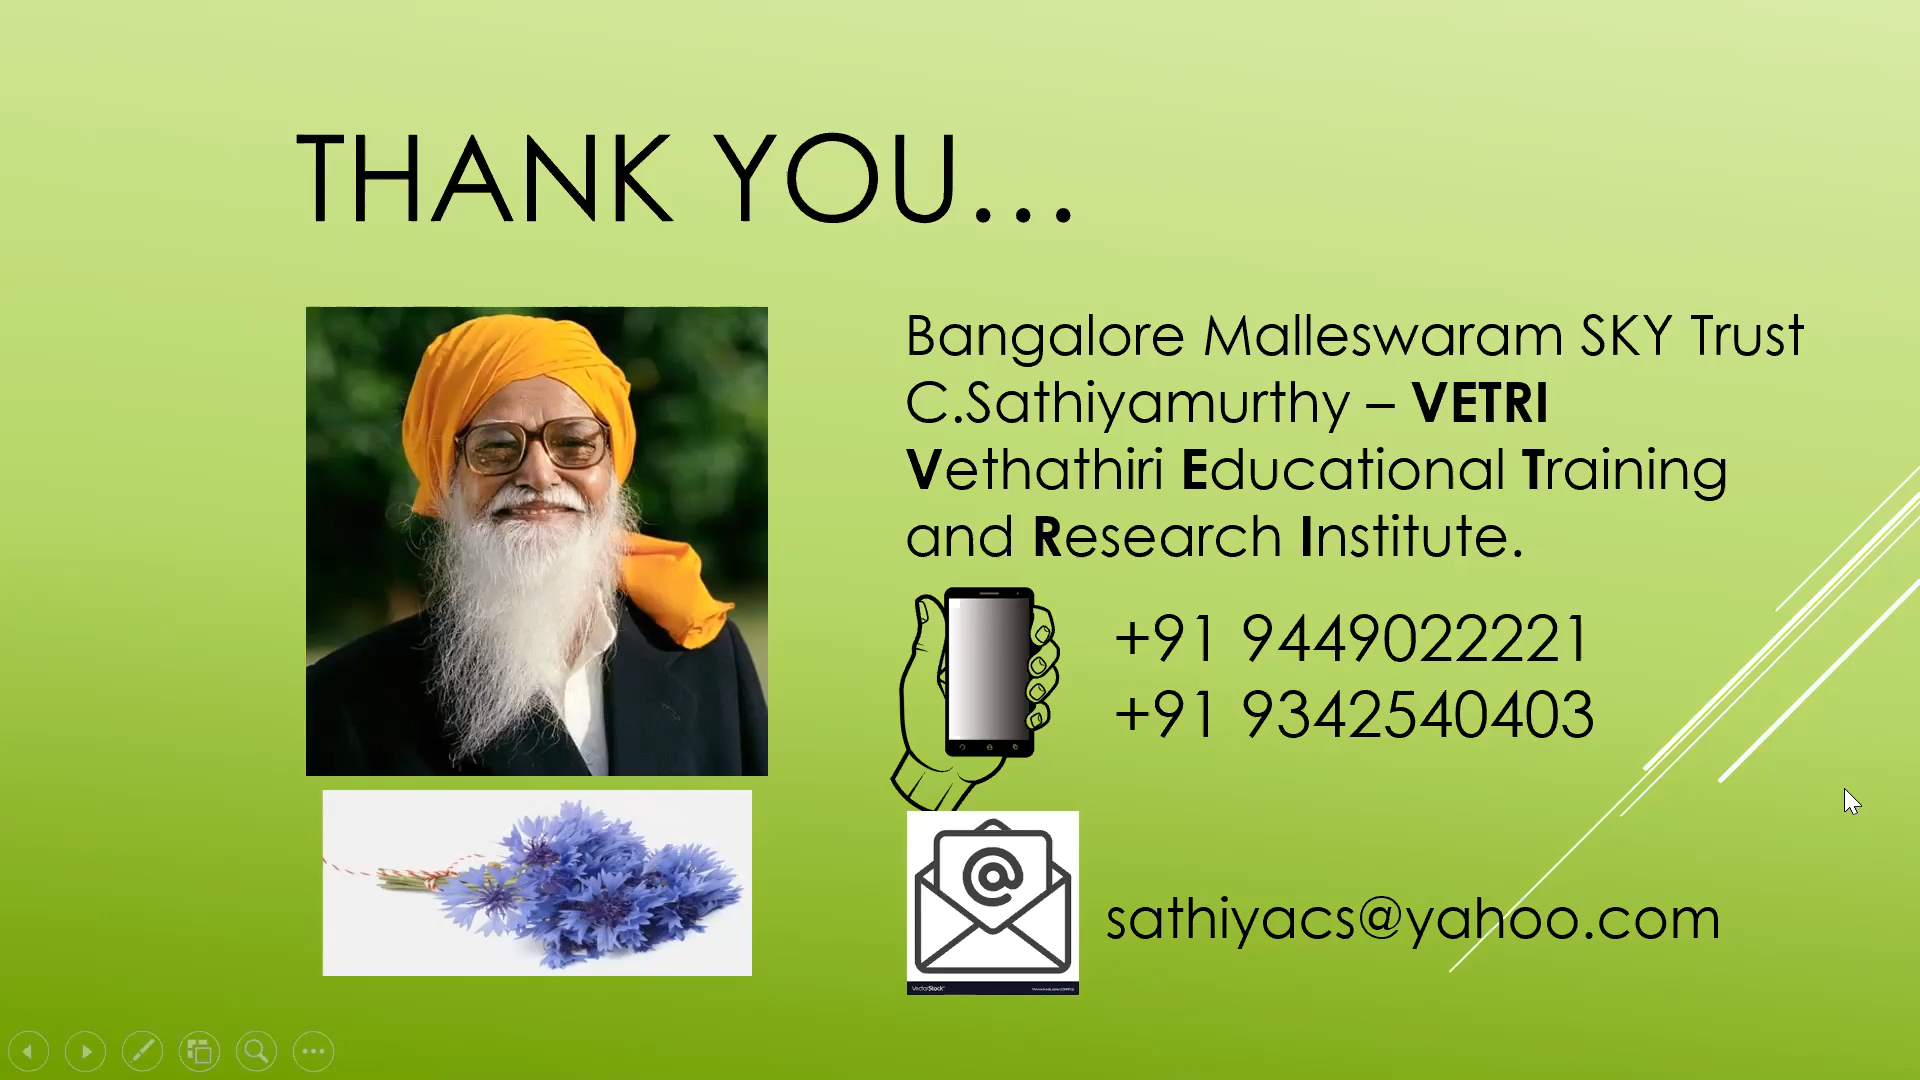 THANK YOU...
Bangalore Malleswaram SKY Trust
C.Sathiyamurthy – VETRI
Vethathiri Educational Training
and Research Institute.
+91 9449022221
+91 9342540403
sathiyacs@yahoo.com
VectorStock